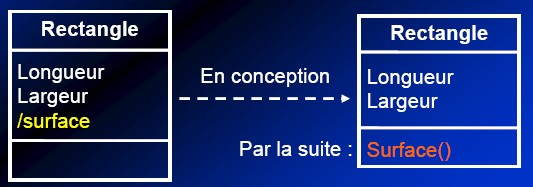 Rectangle
Longueur
Largeur
/surface
En conception
Rectangle
Longueur
Largeur
Par la suite :
Surface()